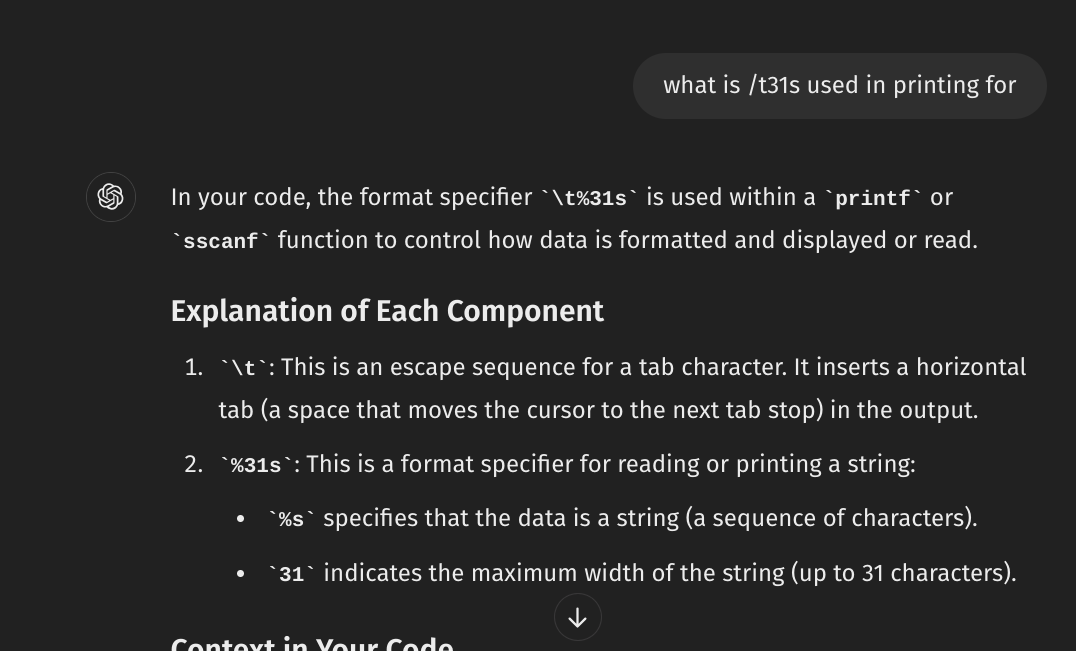 what is /t31s used in printing for
In your code, the format specifier `\t%31s` is used within a `printf` or
`sscanf` function to control how data is formatted and displayed or read.
Explanation of Each Component
1. `\t`: This is an escape sequence for a tab character. It inserts a horizontal
tab (a space that moves the cursor to the next tab stop) in the output.
2. `%31s`: This is a format specifier for reading or printing a string:
• `%s` specifies that the data is a string (a sequence of characters).
• `31` indicates the maximum width of the string (up to 31 characters).
Context in Your Code